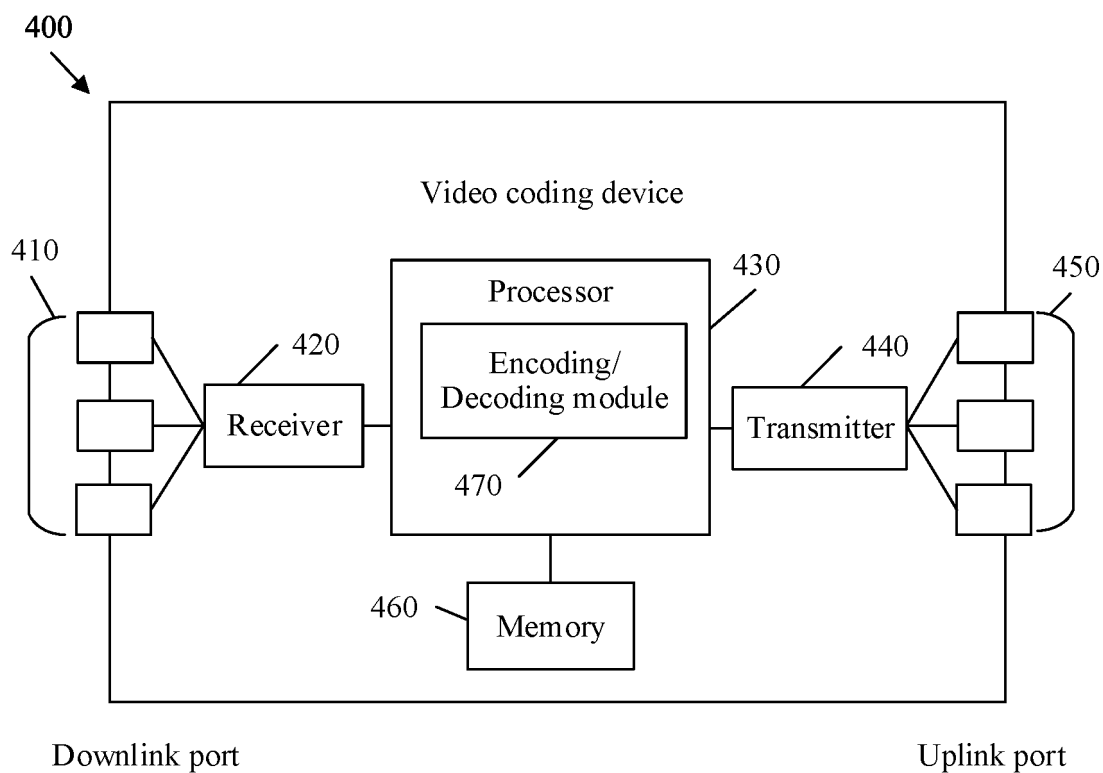 400
Video coding device
410
430
450
Processor
420
440
Encoding/
Decoding module
Receiver
Transmitter
470
460
Memory
Downlink port
Uplink port